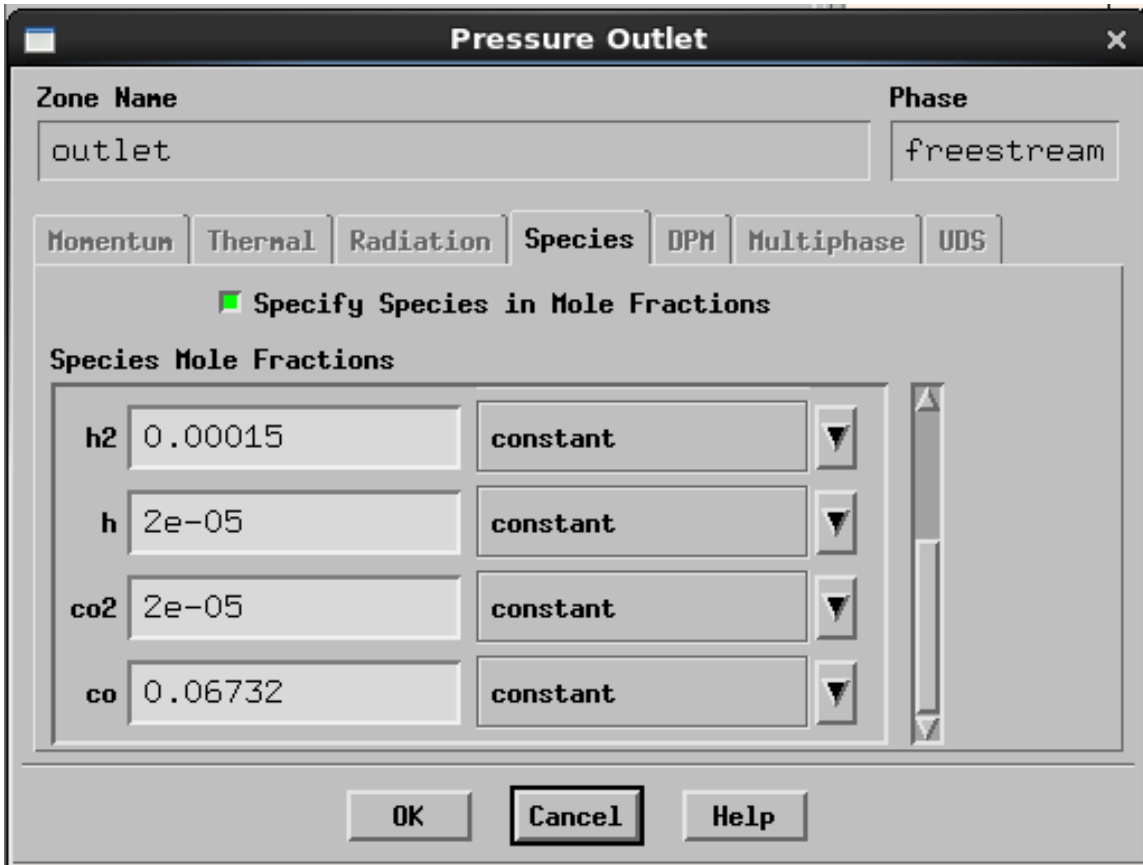 Pressure Outlet
Zone Name Phase
outlet freestream
Momentum Thermal Radiation Species DPM Multiphase UDS
Specify Species in Mole Fractions
Species Mole Fractions
h2 0.00015 constant
h 2e-05 constant
co2 2e-05 constant
co 0.06732 constant
OK Cancel Help